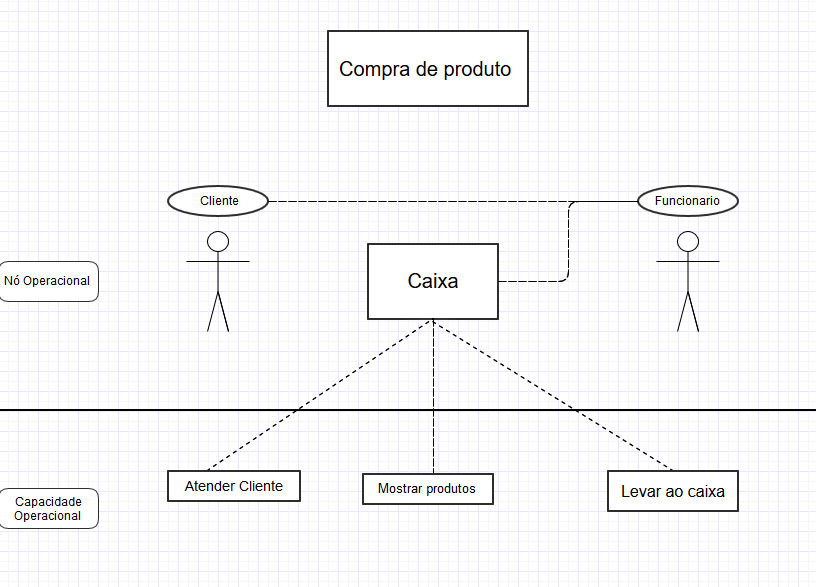 Compra de produto
Cliente
Funcionario
Nó Operacional
Caixa
Atender Cliente
Mostrar produtos
Levar ao caixa
Capacidade
Operacional